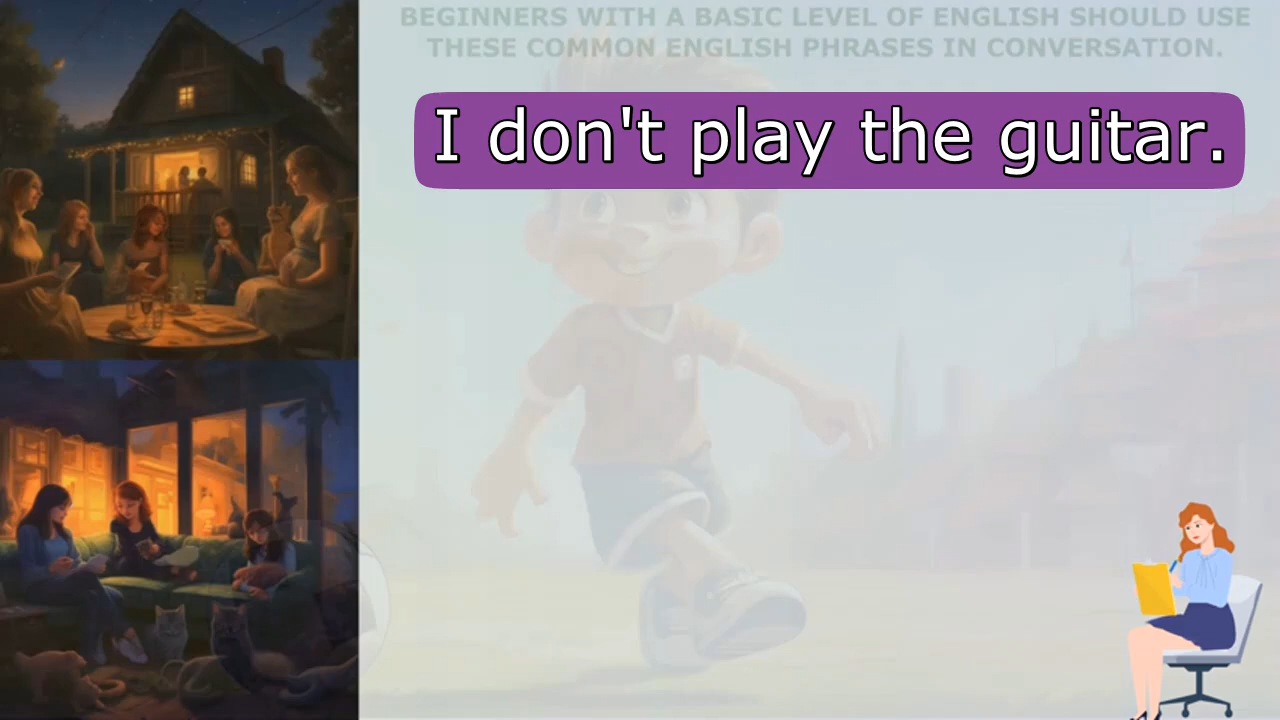 BEGINNERS WITH A BASIC LEVEL OF ENGLISH SHOULD USE
THESE COMMON ENGLISH PHRASES IN CONVERSATION.
I don't play the guitar.